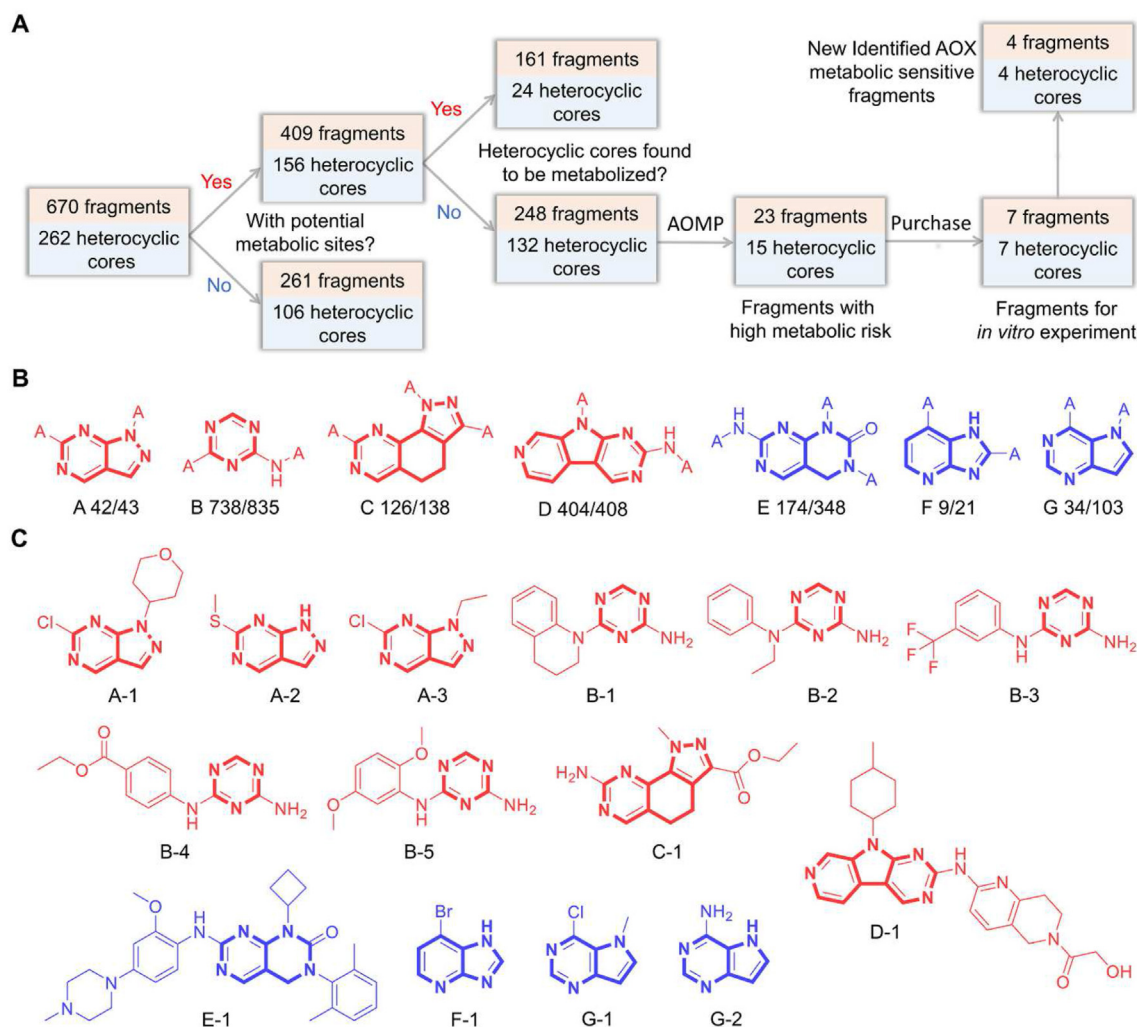 A
670 fragments
262 heterocyclic
cores
Yes
No
With potential
metabolic sites?
409 fragments
156 heterocyclic
cores
261 fragments
106 heterocyclic
cores
Yes
No
Heterocyclic cores found
to be metabolized?
161 fragments
24 heterocyclic
cores
248 fragments
132 heterocyclic
cores
AOMP
23 fragments
15 heterocyclic
cores
Fragments with
high metabolic risk
Purchase
7 fragments
7 heterocyclic
cores
Fragments for
in vitro experiment
New Identified AOX
metabolic sensitive
fragments
4 fragments
4 heterocyclic
cores
B
A 42/43
B 738/835
C 126/138
D 404/408
E 174/348
F 9/21
G 34/103
C
A-1
A-2
A-3
B-1
B-2
B-3
B-4
B-5
C-1
D-1
E-1
F-1
G-1
G-2